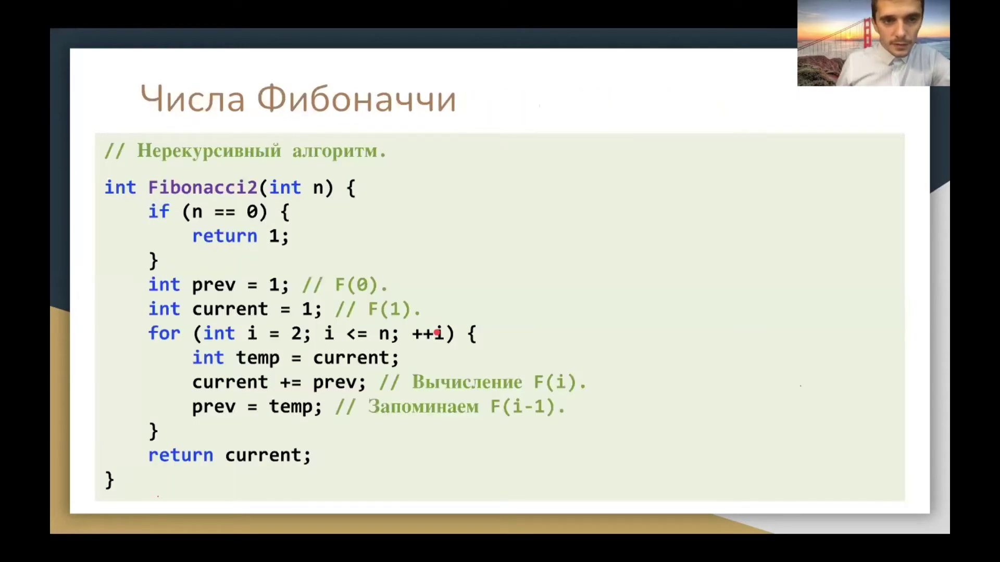 Числа Фибоначчи
// Нерекурсивный алгоритм.
int Fibonacci2(int n) {
    if (n == 0) {
        return 1;
    }
    int prev = 1; // F(0).
    int current = 1; // F(1).
    for (int i = 2; i <= n; ++i) {
        int temp = current;
        current += prev; // Вычисление F(i).
        prev = temp; // Запоминаем F(i-1).
    }
    return current;
}